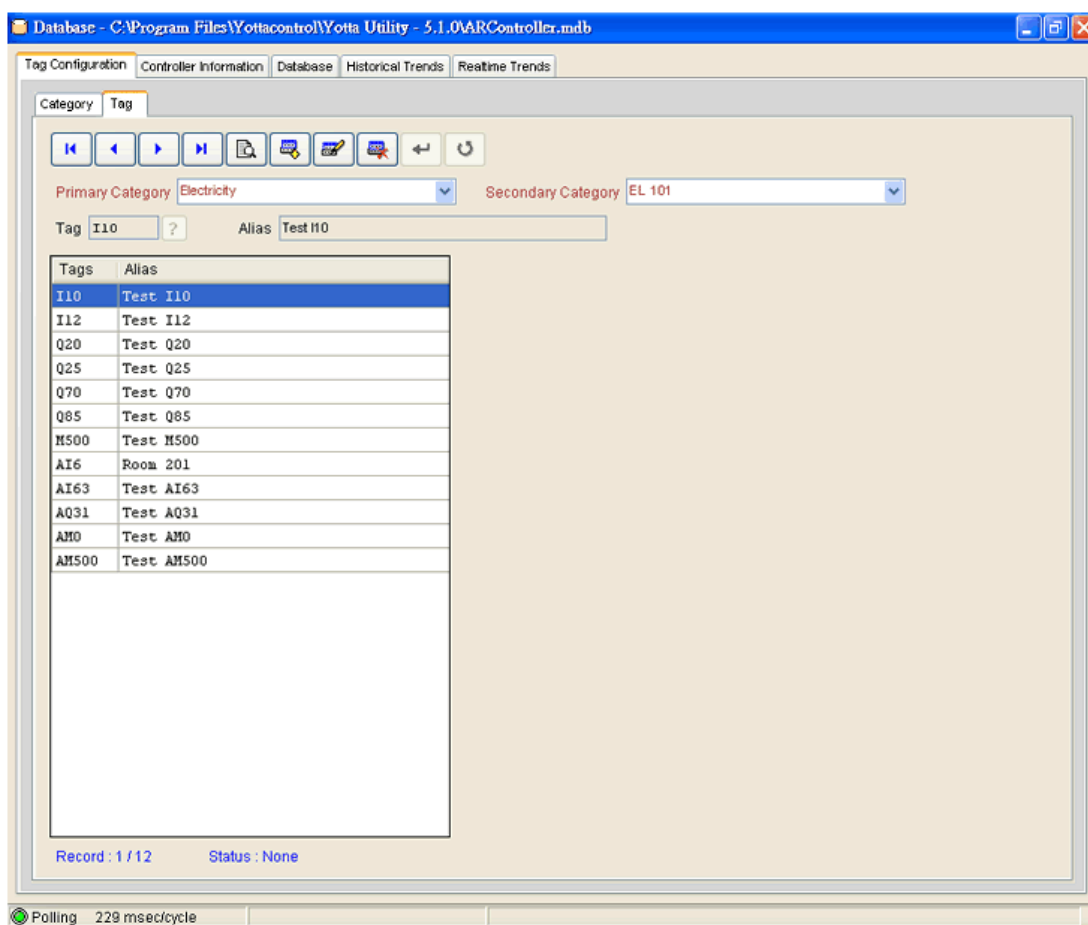 Database - C:\Program Files\Yottacontrol\Yotta Utility - 5.1.0\ARController.mdb
Tag Configuration Controller Information Database Historical Trends Realtime Trends
Category Tag
Primary Category Electricity Secondary Category EL 101
Tag I10 ? Alias Test I10
Tags Alias
I10 Test I10
I12 Test I12
Q20 Test Q20
Q25 Test Q25
Q70 Test Q70
Q85 Test Q85
M500 Test M500
AI6 Room 201
AI63 Test AI63
AQ31 Test AQ31
AM0 Test AM0
AM500 Test AM500
Record : 1 / 12 Status : None
Polling 229 msec/cycle